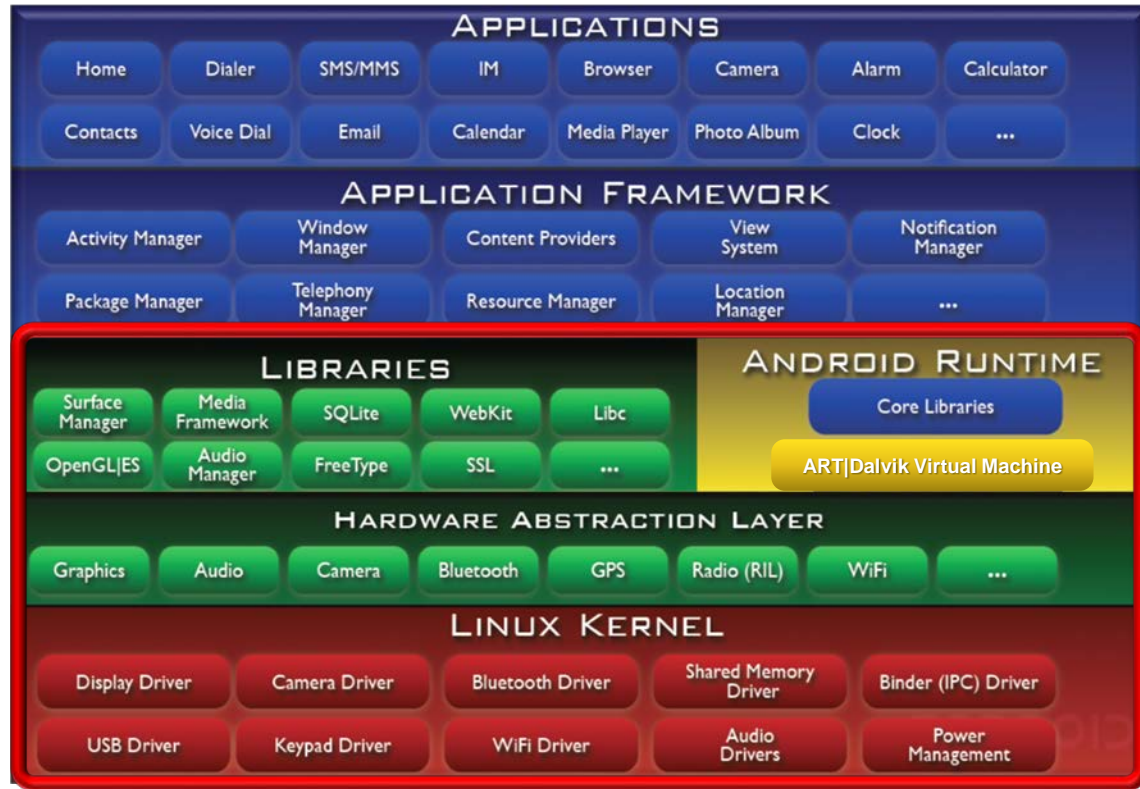 APPLICATIONS
Home Dialer SMS/MMS IM Browser Camera Alarm Calculator
Contacts Voice Dial Email Calendar Media Player Photo Album Clock ...
APPLICATION FRAMEWORK
Activity Manager
Window
Manager
Content Providers
View
System
Notification
Manager
Package Manager
Telephony
Manager
Resource Manager
Location
Manager
...
LIBRARIES
Surface
Manager
Media
Framework
SQLite
WebKit
Libc
OpenGL|ES
Audio
Manager
FreeType
SSL
...
ANDROID RUNTIME
Core Libraries
ART|Dalvik Virtual Machine
HARDWARE ABSTRACTION LAYER
Graphics Audio Camera Bluetooth GPS Radio (RIL) WiFi ...
LINUX KERNEL
Display Driver
Camera Driver
Bluetooth Driver
Shared Memory
Driver
Binder (IPC) Driver
USB Driver
Keypad Driver
WiFi Driver
Audio
Drivers
Power
Management